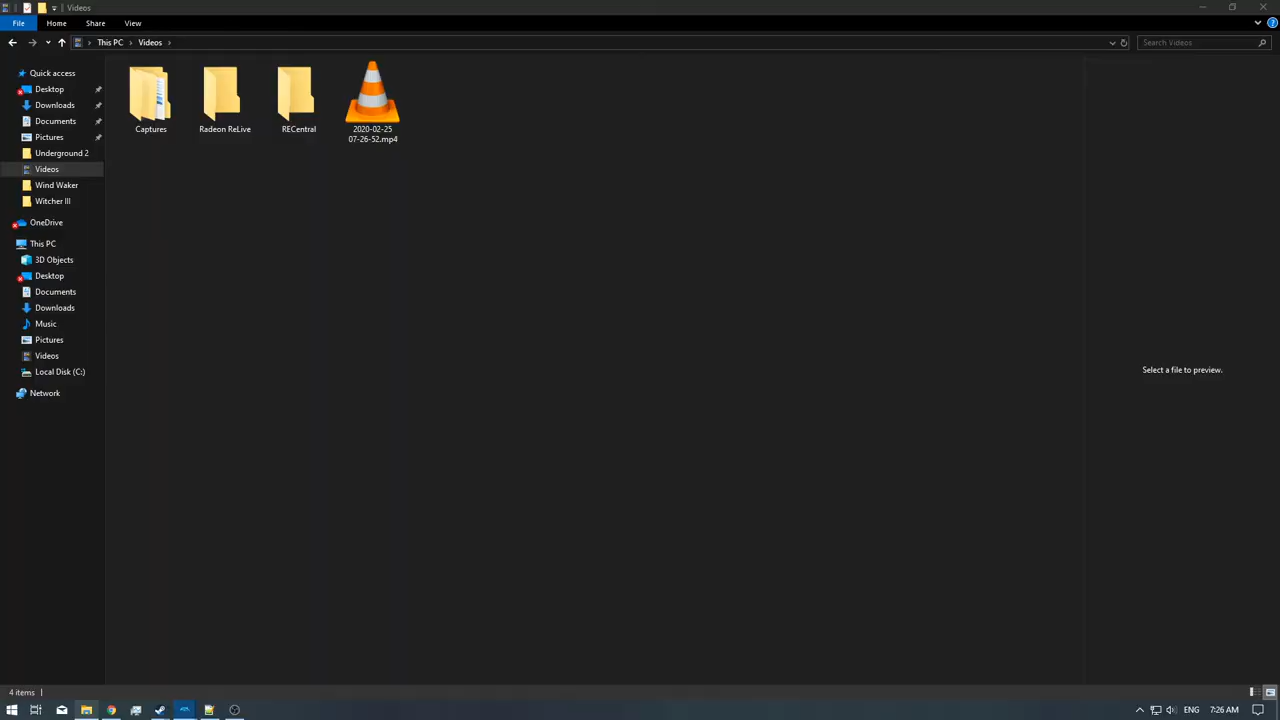 Videos
File Home Share View
This PC Videos Search Videos
Quick access
Desktop
Downloads
Documents
Pictures
Underground 2
Videos
Wind Waker
Witcher III
OneDrive
This PC
3D Objects
Desktop
Documents
Downloads
Music
Pictures
Videos
Local Disk (C:)
Network
Captures
Radeon ReLive
RECentral
2020-02-25
07-26-52.mp4
Select a file to preview.
4 items
ENG 7:26 AM